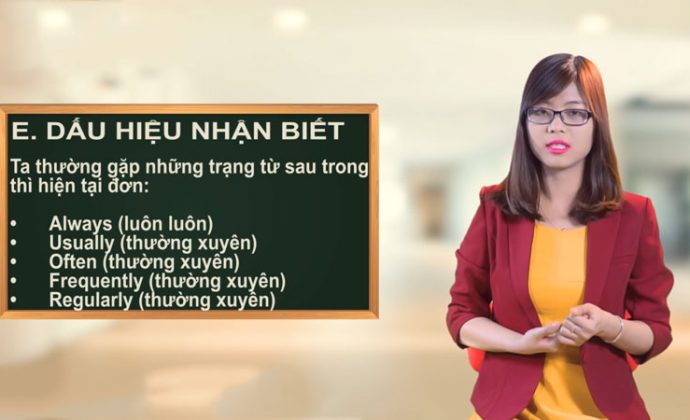 E. DẤU HIỆU NHẬN BIẾT
Ta thường gặp những trạng từ sau trong
thì hiện tại đơn:
• Always (luôn luôn)
• Usually (thường xuyên)
• Often (thường xuyên)
• Frequently (thường xuyên)
• Regularly (thường xuyên)